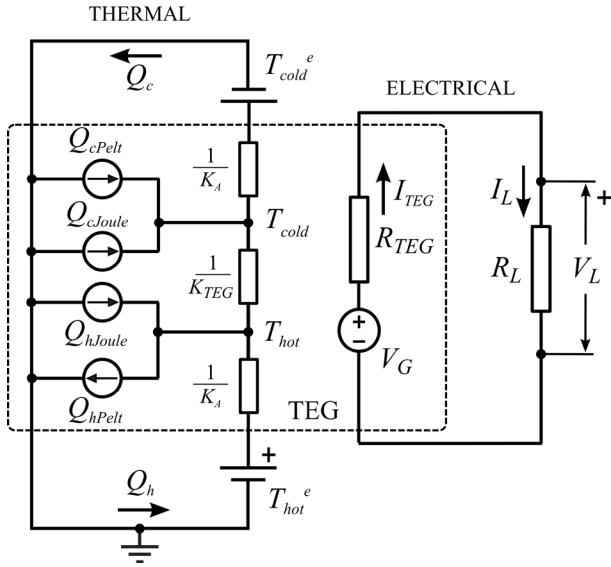 THERMAL
Q_c
T_cold^e
ELECTRICAL
Q_cPelt
1/K_A
Q_cJoule
T_cold
I_TEG
I_L
+
R_TEG
1/K_TEG
R_L
V_L
Q_hJoule
T_hot
+
−
V_G
Q_hPelt
1/K_A
TEG
+
Q_h
T_hot^e